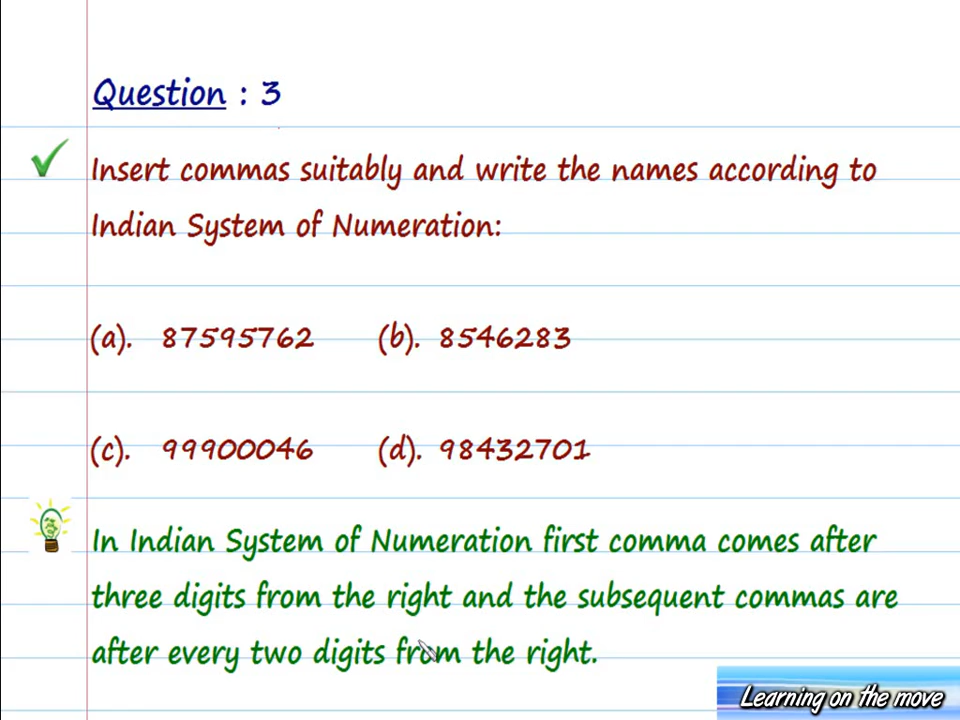 Question : 3
Insert commas suitably and write the names according to
Indian System of Numeration:
(a). 87595762 (b). 8546283
(c). 99900046 (d). 98432701
In Indian System of Numeration first comma comes after
three digits from the right and the subsequent commas are
after every two digits from the right.
Learning on the move